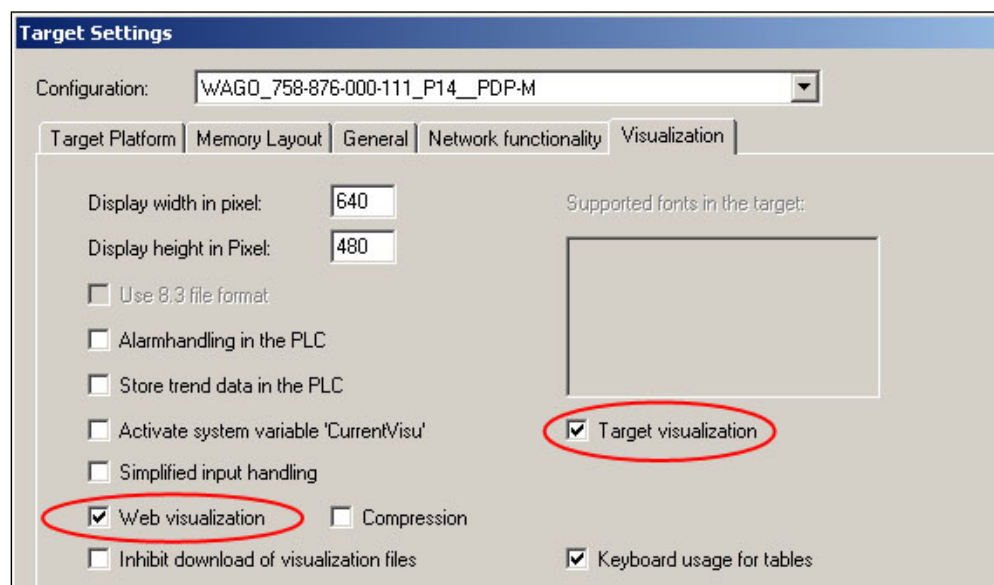 Target Settings
Configuration: WAGO_758-876-000-111_P14__PDP-M
Target Platform Memory Layout General Network functionality Visualization
Display width in pixel: 640 Supported fonts in the target:
Display height in Pixel: 480
Use 8.3 file format
Alarmhandling in the PLC
Store trend data in the PLC
Activate system variable 'CurrentVisu' Target visualization
Simplified input handling
Web visualization Compression
Inhibit download of visualization files Keyboard usage for tables